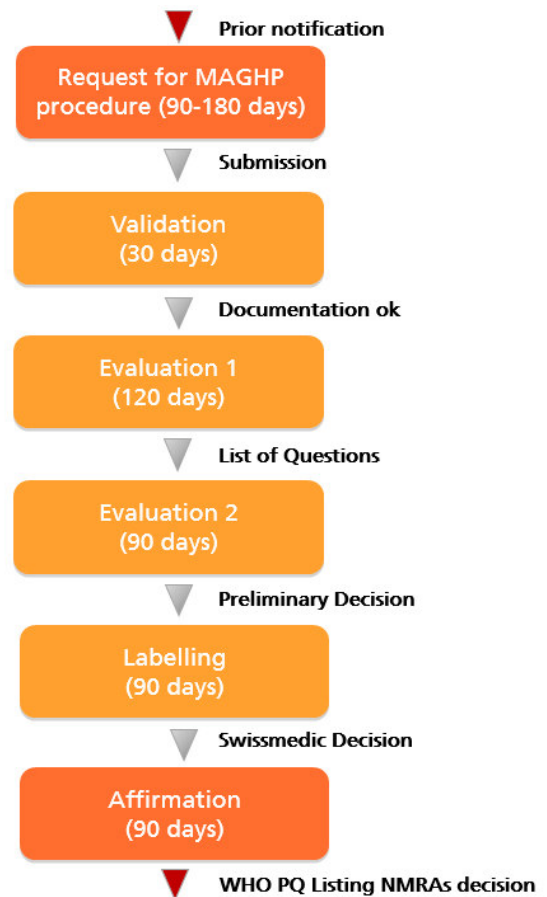 Prior notification
Request for MAGHP
procedure (90-180 days)
Submission
Validation
(30 days)
Documentation ok
Evaluation 1
(120 days)
List of Questions
Evaluation 2
(90 days)
Preliminary Decision
Labelling
(90 days)
Swissmedic Decision
Affirmation
(90 days)
WHO PQ Listing NMRAs decision